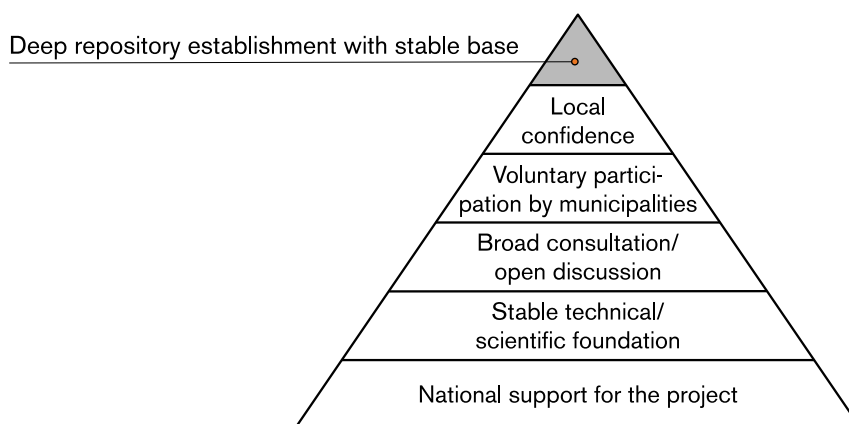 Deep repository establishment with stable base
Local
confidence
Voluntary partici-
pation by municipalities
Broad consultation/
open discussion
Stable technical/
scientific foundation
National support for the project